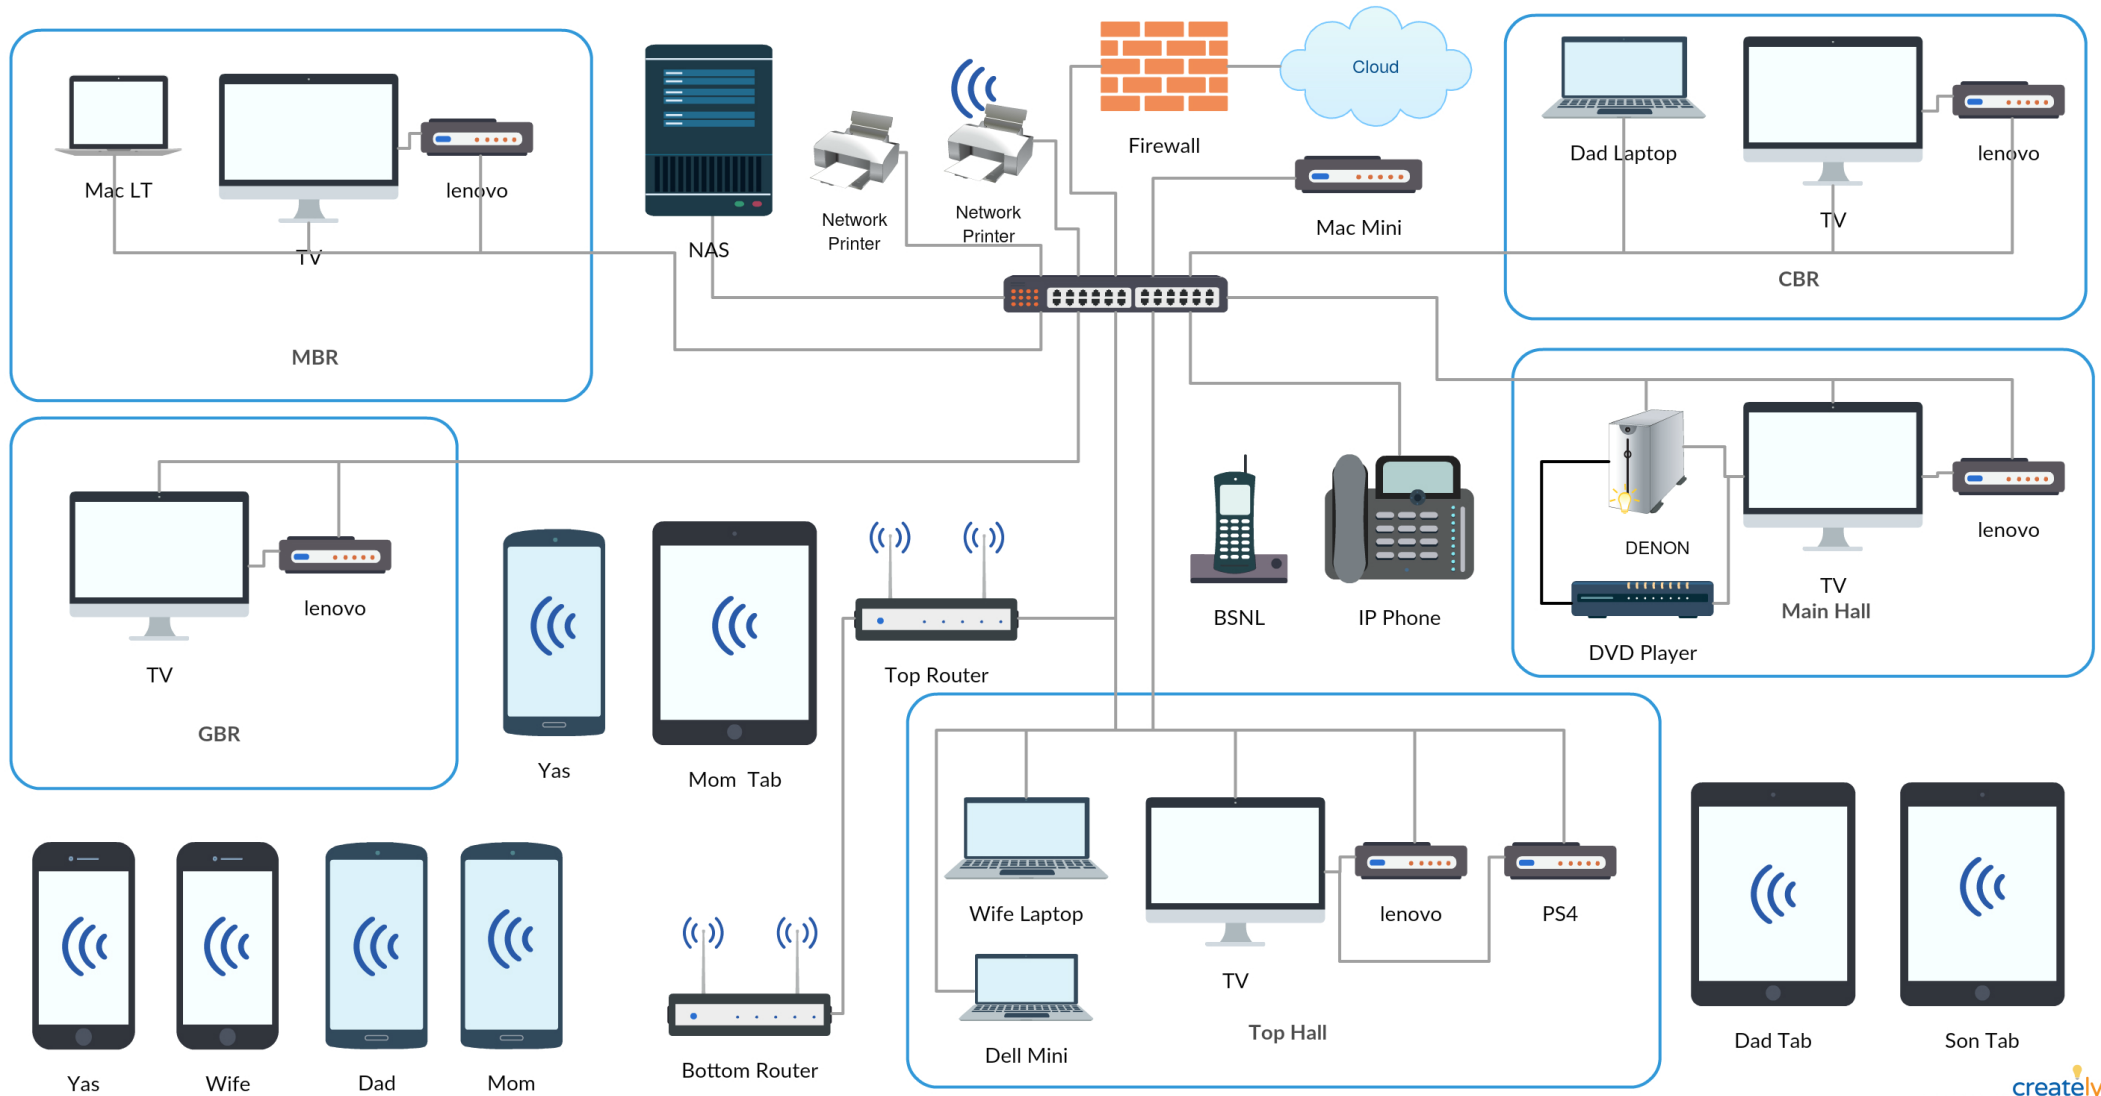 Mac LT
TV
lenovo
MBR
NAS
Network
Printer
Network
Printer
Firewall
Cloud
Mac Mini
Dad Laptop
TV
lenovo
CBR
TV
lenovo
GBR
Yas
Mom Tab
Top Router
BSNL
IP Phone
DENON
TV
lenovo
Main Hall
DVD Player
Yas
Wife
Dad
Mom
Bottom Router
Wife Laptop
TV
lenovo
PS4
Dell Mini
Top Hall
Dad Tab
Son Tab
createlv